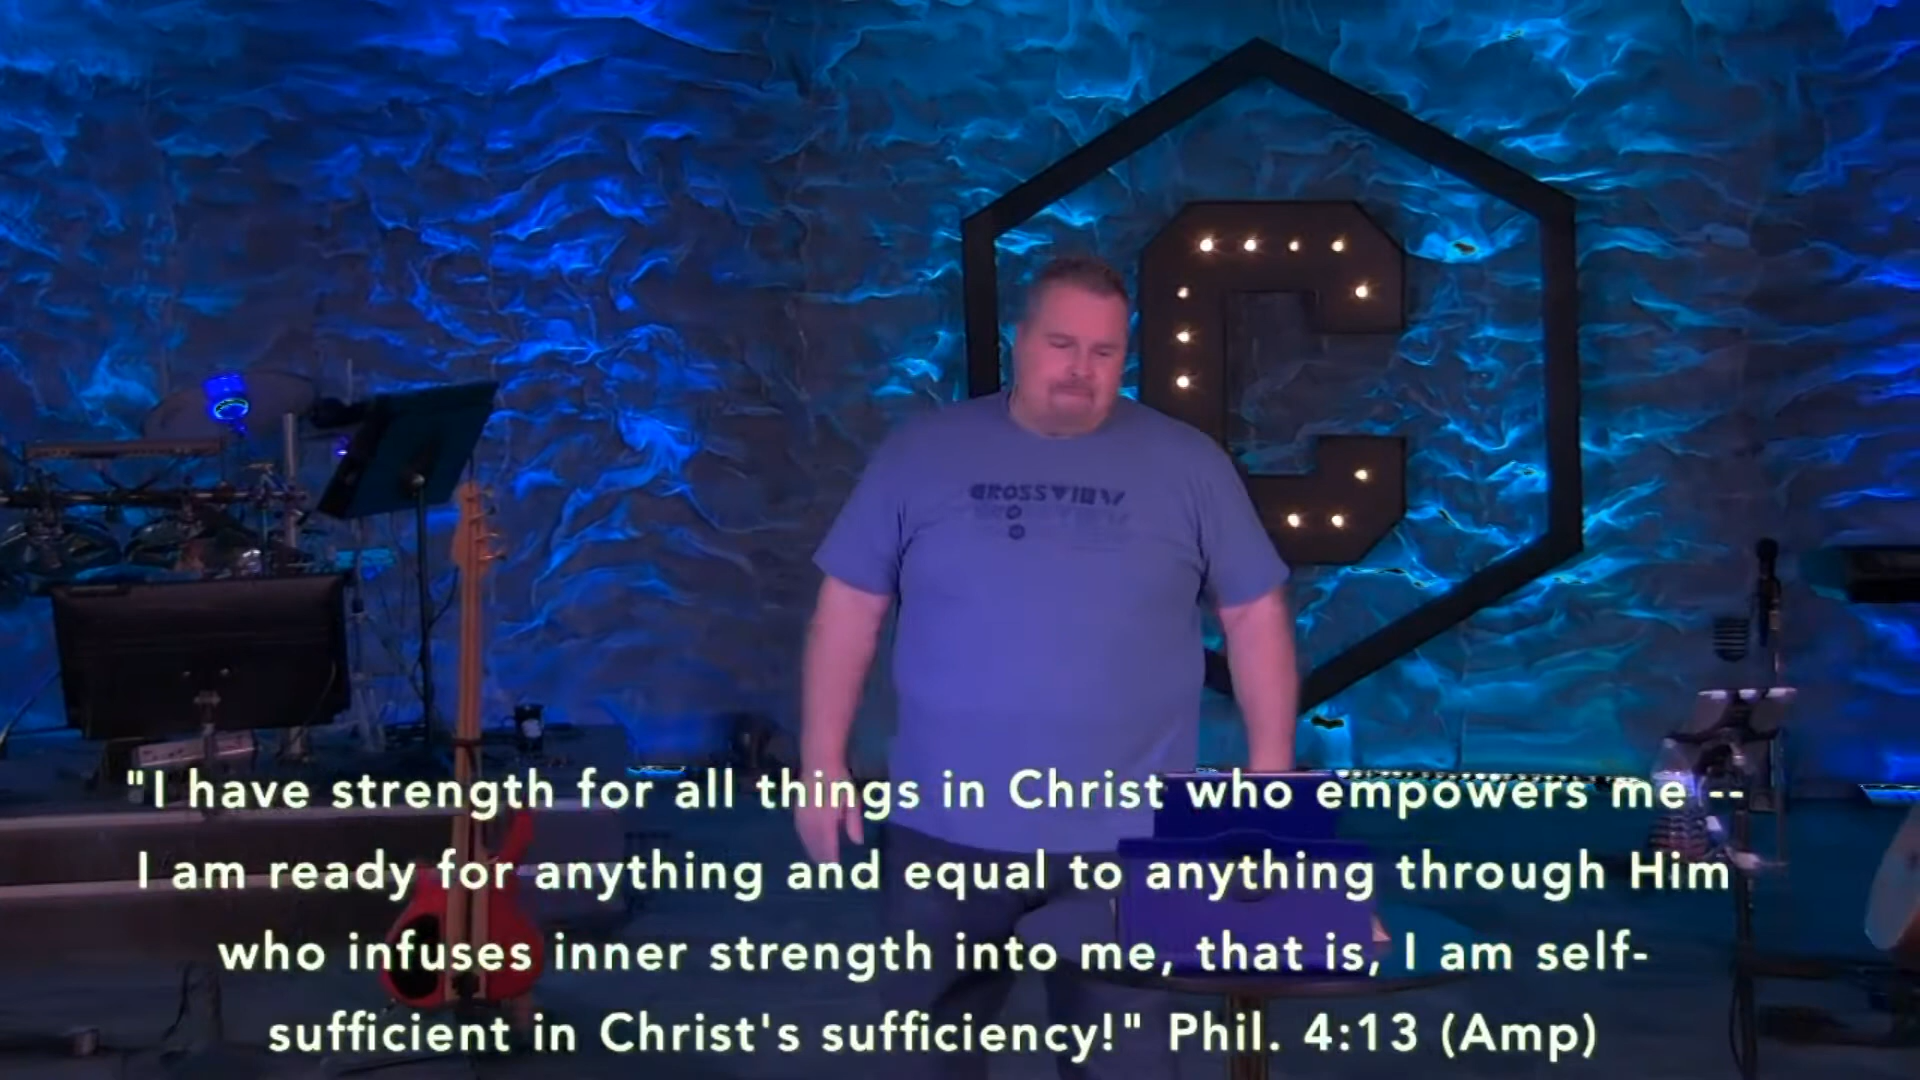 C
CROSSVIEW
"I have strength for all things in Christ who empowers me --
I am ready for anything and equal to anything through Him
who infuses inner strength into me, that is, I am self-
sufficient in Christ's sufficiency!" Phil. 4:13 (Amp)